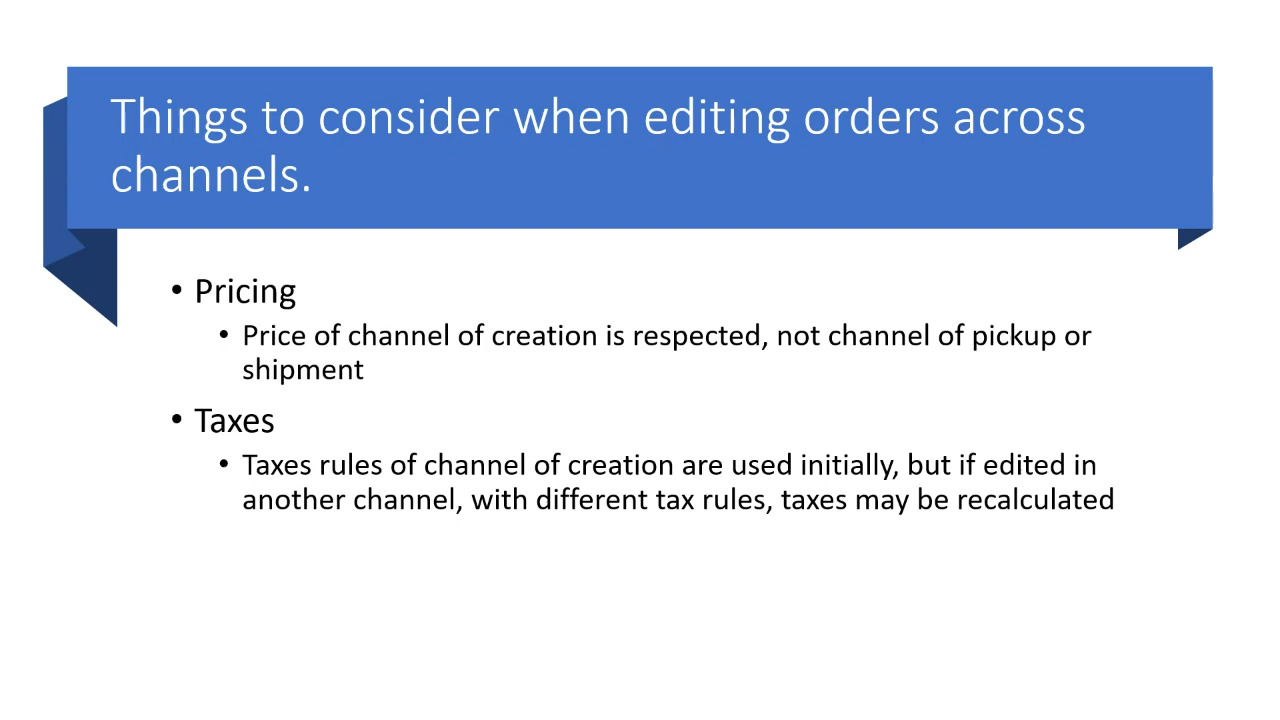 Things to consider when editing orders across
channels.
• Pricing
• Price of channel of creation is respected, not channel of pickup or
shipment
• Taxes
• Taxes rules of channel of creation are used initially, but if edited in
another channel, with different tax rules, taxes may be recalculated